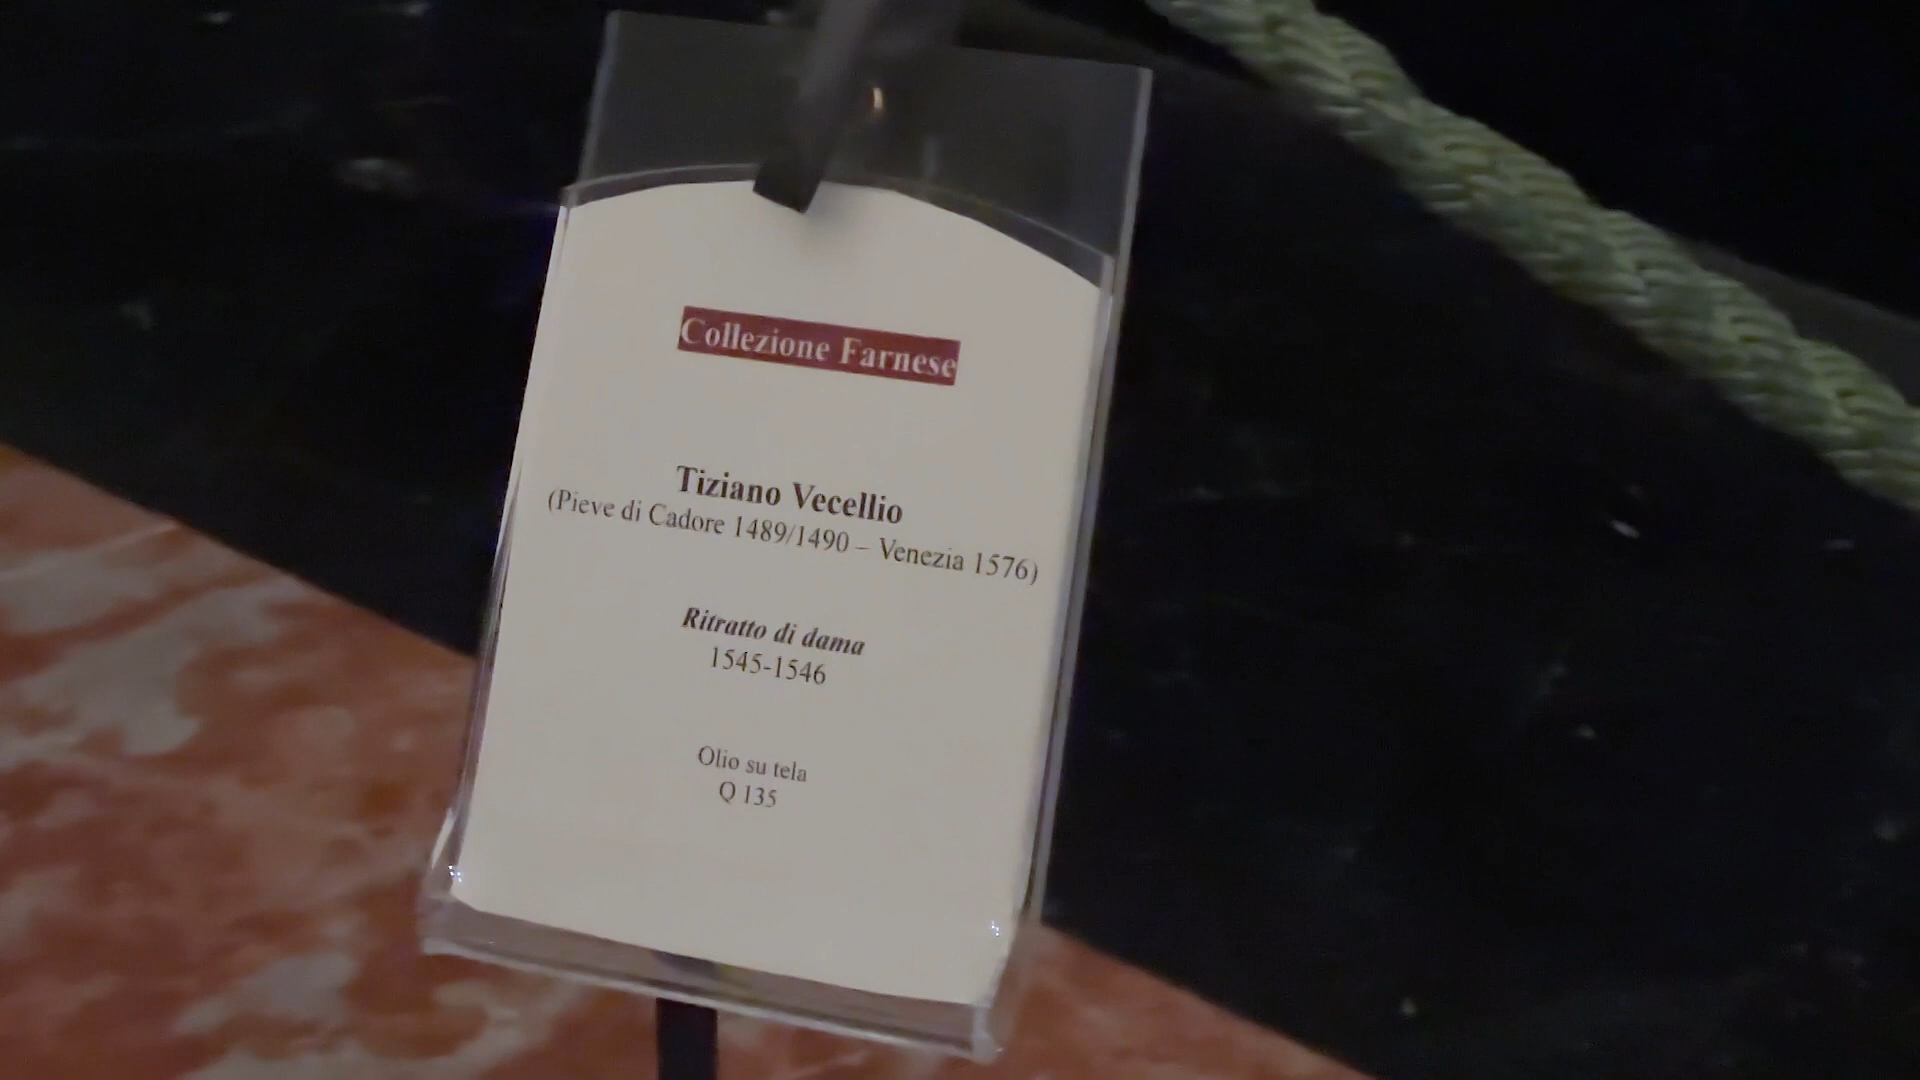 Collezione Farnese
Tiziano Vecellio
(Pieve di Cadore 1489/1490 – Venezia 1576)
Ritratto di dama
1545-1546
Olio su tela
Q 135